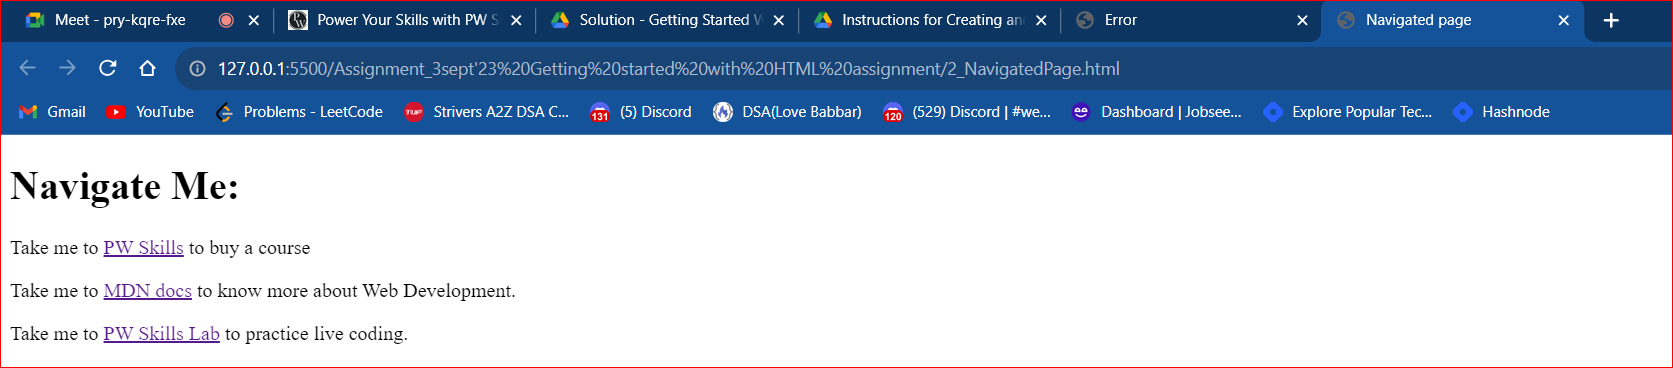 Meet - pry-kqre-fxe
Power Your Skills with PW S
Solution - Getting Started W
Instructions for Creating an
Error
Navigated page
127.0.0.1:5500/Assignment_3sept'23%20Getting%20started%20with%20HTML%20assignment/2_NavigatedPage.html
Gmail
YouTube
Problems - LeetCode
TUF
Strivers A2Z DSA C...
131
(5) Discord
DSA(Love Babbar)
120
(529) Discord | #we...
Dashboard | Jobsee...
Explore Popular Tec...
Hashnode
Navigate Me:
Take me to PW Skills to buy a course
Take me to MDN docs to know more about Web Development.
Take me to PW Skills Lab to practice live coding.